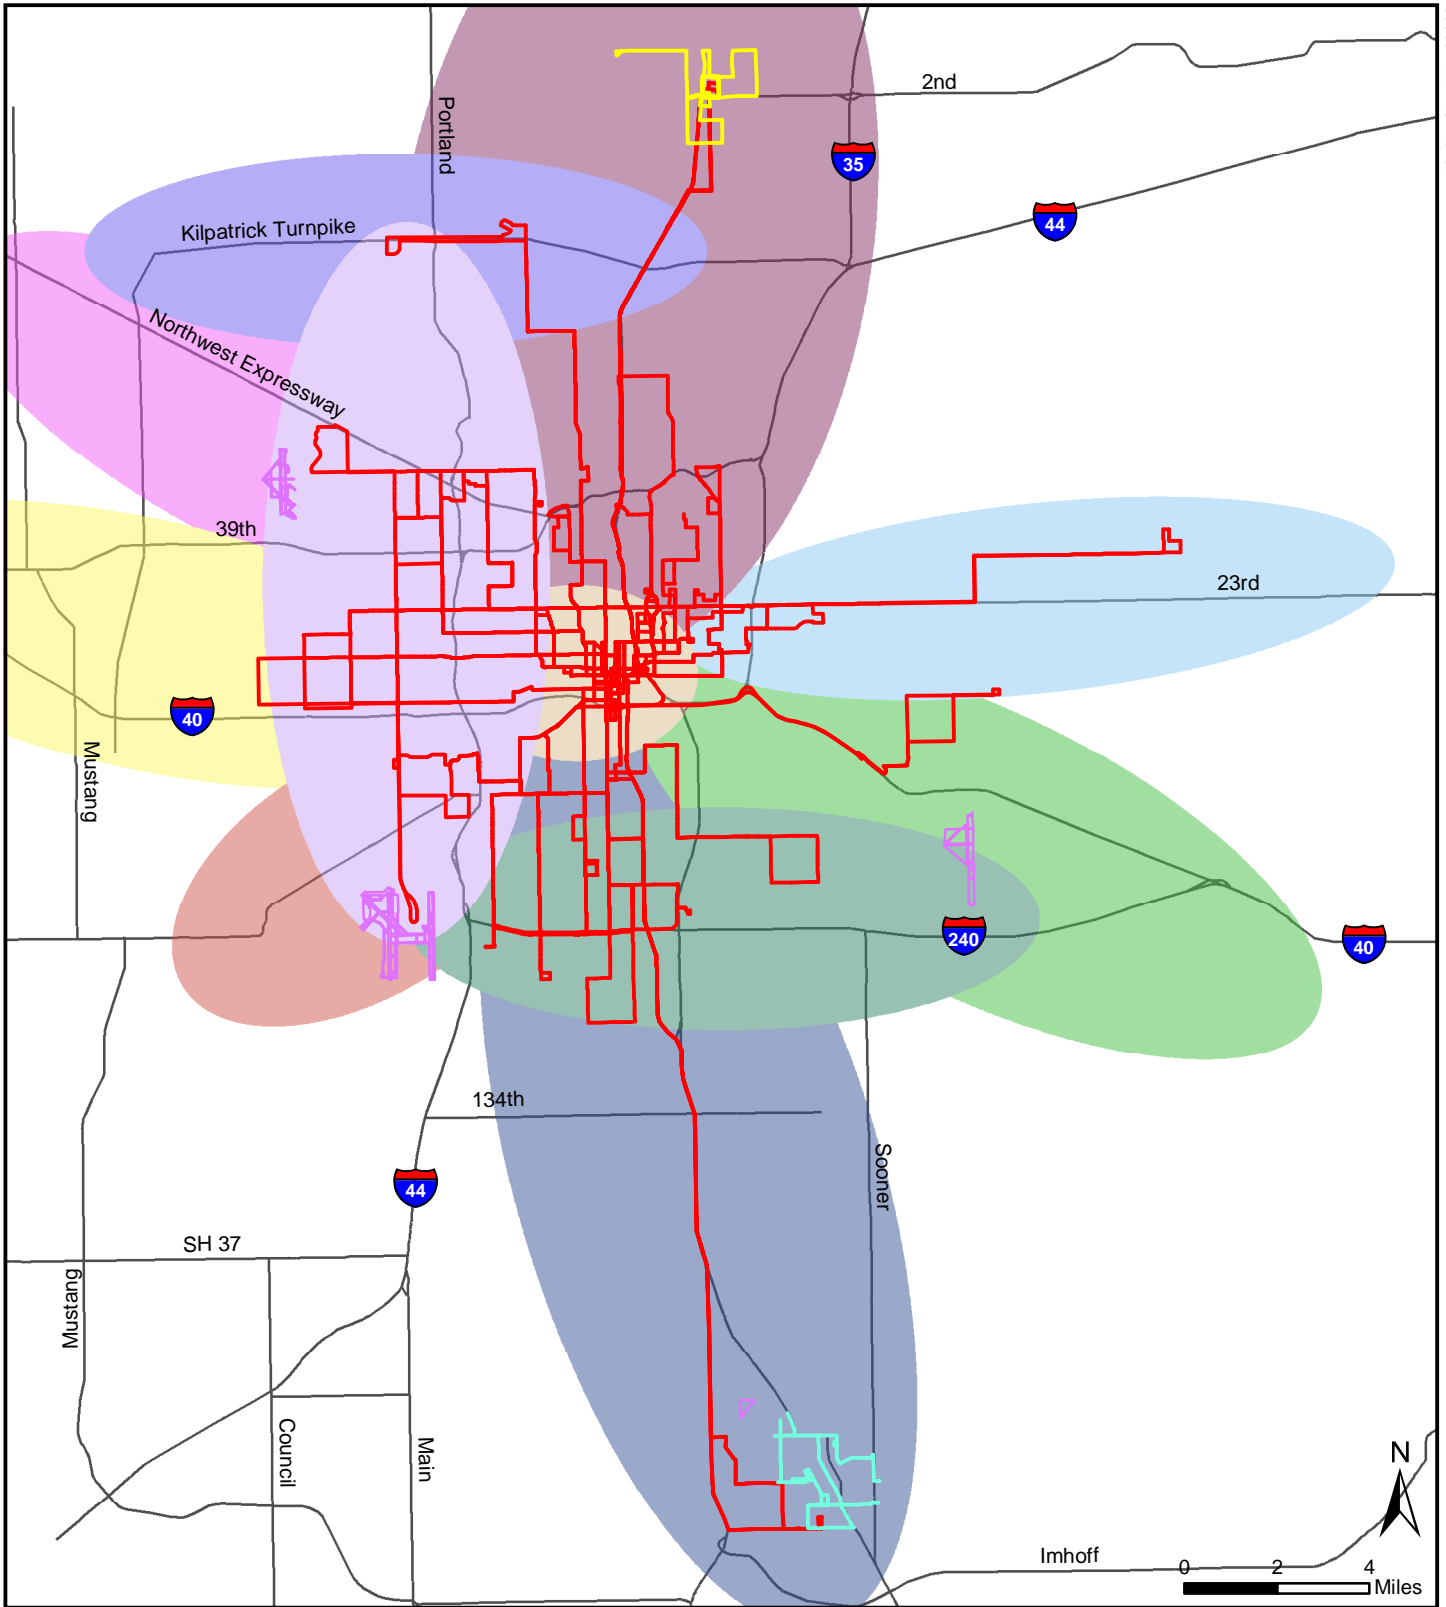 2nd
Portland
35
44
Kilpatrick Turnpike
Northwest Expressway
39th
23rd
40
Mustang
240
40
134th
Sooner
44
SH 37
Mustang
Council
Main
N
Imhoff
0 2 4
Miles